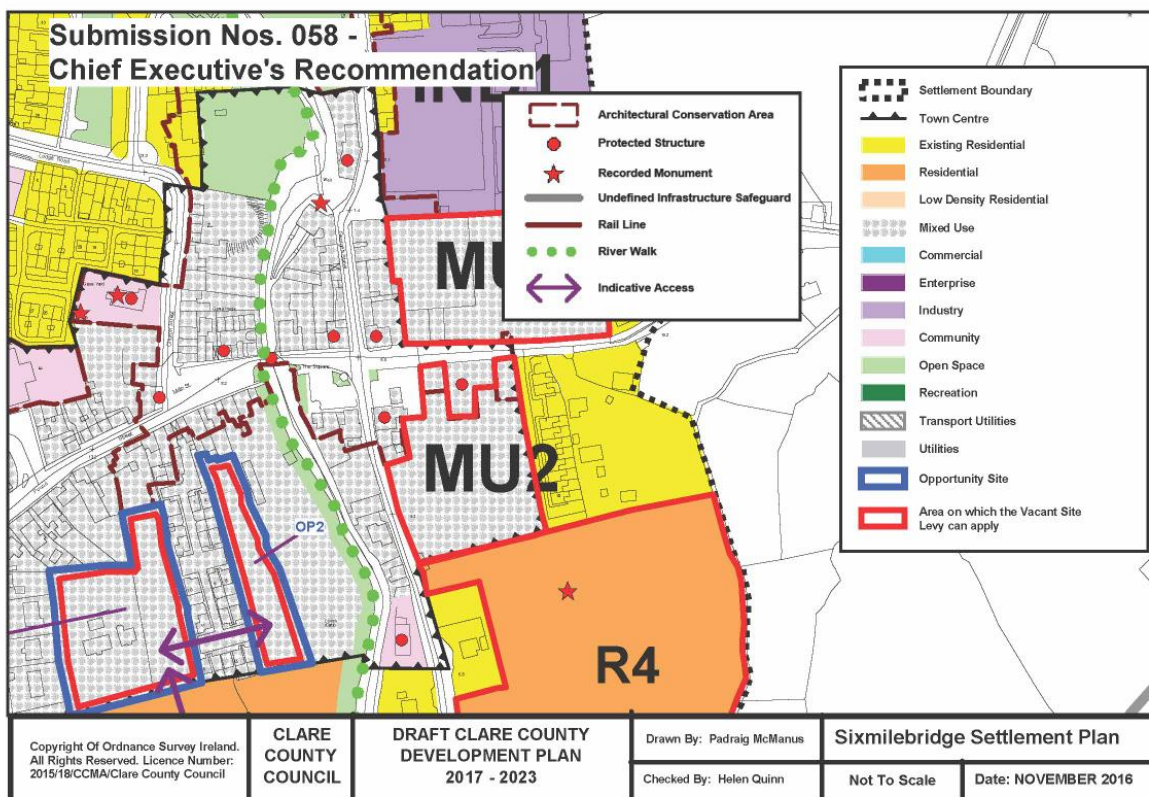 Submission Nos. 058 -
Chief Executive's Recommendation
IND1
Architectural Conservation Area
Protected Structure
Recorded Monument
Undefined Infrastructure Safeguard
Rail Line
River Walk
Indicative Access
Settlement Boundary
Town Centre
Existing Residential
Residential
Low Density Residential
Mixed Use
Commercial
Enterprise
Industry
Community
Open Space
Recreation
Transport Utilities
Utilities
Opportunity Site
Area on which the Vacant Site
Levy can apply
Lodge Road
MU
The Square
MU2
OP2
R4
Copyright Of Ordnance Survey Ireland.
All Rights Reserved. Licence Number:
2015/18/CCMA/Clare County Council
CLARE
COUNTY
COUNCIL
DRAFT CLARE COUNTY
DEVELOPMENT PLAN
2017 - 2023
Drawn By: Padraig McManus
Checked By: Helen Quinn
Sixmilebridge Settlement Plan
Not To Scale
Date: NOVEMBER 2016